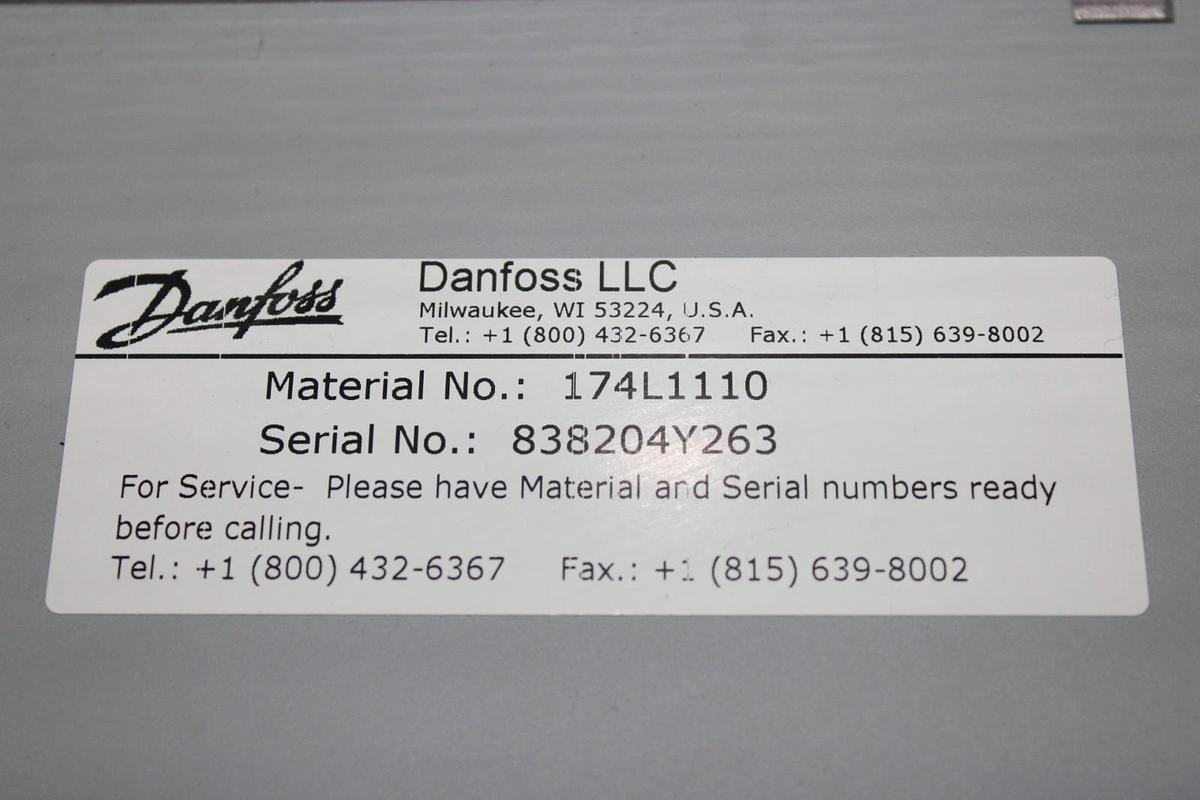 Danfoss
Danfoss LLC
Milwaukee, WI 53224, U.S.A.
Tel.: +1 (800) 432-6367 Fax.: +1 (815) 639-8002
Material No.: 174L1110
Serial No.: 838204Y263
For Service- Please have Material and Serial numbers ready
before calling.
Tel.: +1 (800) 432-6367 Fax.: +1 (815) 639-8002